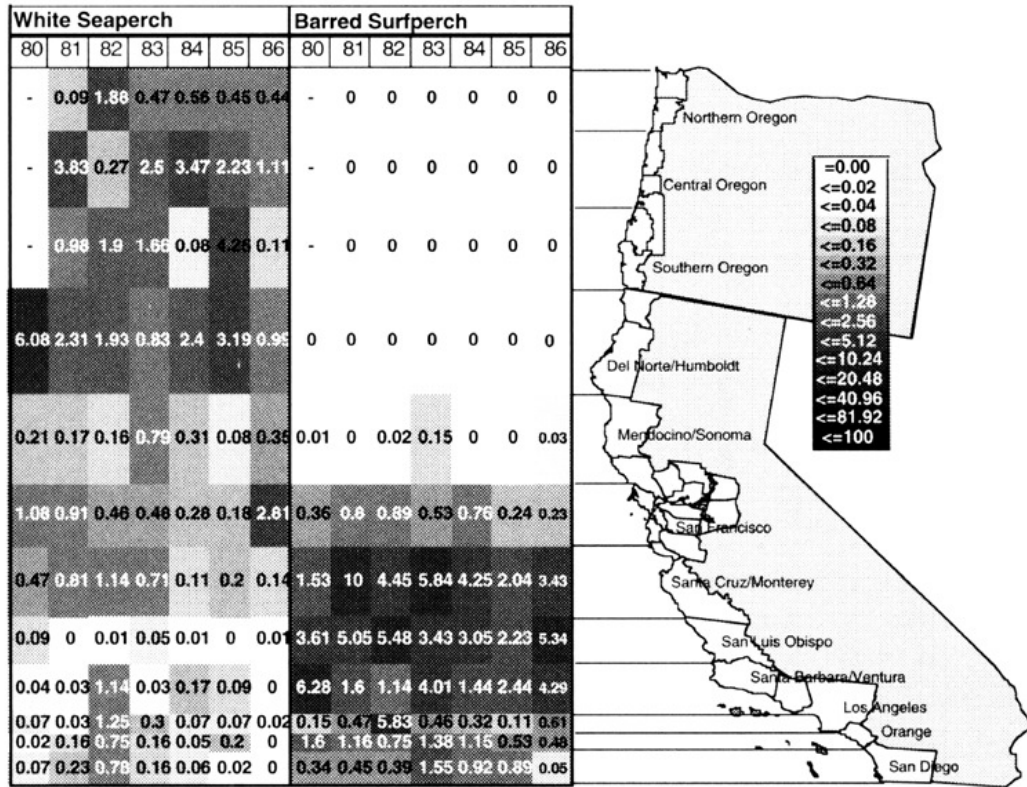 White Seaperch Barred Surfperch
80 81 82 83 84 85 86 80 81 82 83 84 85 86
- 0.09 1.88 0.47 0.56 0.45 0.44 - 0 0 0 0 0 0
Northern Oregon
- 3.83 0.27 2.5 3.47 2.23 1.11 - 0 0 0 0 0 0
Central Oregon
- 0.98 1.9 1.66 0.08 4.26 0.11 - 0 0 0 0 0 0
Southern Oregon
6.08 2.31 1.93 0.83 2.4 3.19 0.99 0 0 0 0 0 0 0
Del Norte/Humboldt
0.21 0.17 0.16 0.79 0.31 0.08 0.35 0.01 0 0.02 0.15 0 0 0.03
Mendocino/Sonoma
1.08 0.91 0.46 0.46 0.28 0.18 2.61 0.36 0.8 0.89 0.53 0.76 0.24 0.23
San Francisco
0.47 0.81 1.14 0.71 0.11 0.2 0.14 1.53 10 4.45 5.84 4.25 2.04 3.43
Santa Cruz/Monterey
0.09 0 0.01 0.05 0.01 0 0.01 3.61 5.05 5.48 3.43 3.05 2.23 5.34
San Luis Obispo
0.04 0.03 1.14 0.03 0.17 0.09 0 6.28 1.6 1.14 4.01 1.44 2.44 4.29
Santa Barbara/Ventura
0.07 0.03 1.25 0.3 0.07 0.07 0.02 0.15 0.47 5.83 0.46 0.32 0.11 0.61
Los Angeles
0.02 0.16 0.75 0.16 0.05 0.2 0 1.6 1.16 0.75 1.38 1.15 0.53 0.48
Orange
0.07 0.23 0.78 0.16 0.06 0.02 0 0.34 0.45 0.39 1.55 0.92 0.89 0.05
San Diego
=0.00
<=0.02
<=0.04
<=0.08
<=0.16
<=0.32
<=0.64
<=1.28
<=2.56
<=5.12
<=10.24
<=20.48
<=40.96
<=81.92
<=100